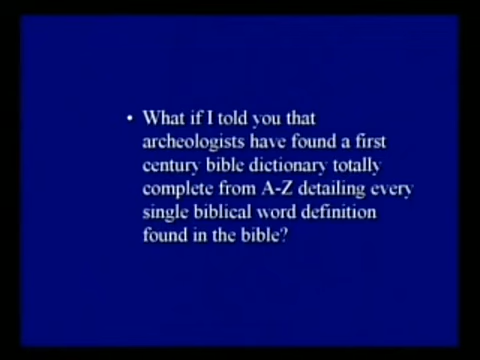 • What if I told you that
archeologists have found a first
century bible dictionary totally
complete from A-Z detailing every
single biblical word definition
found in the bible?